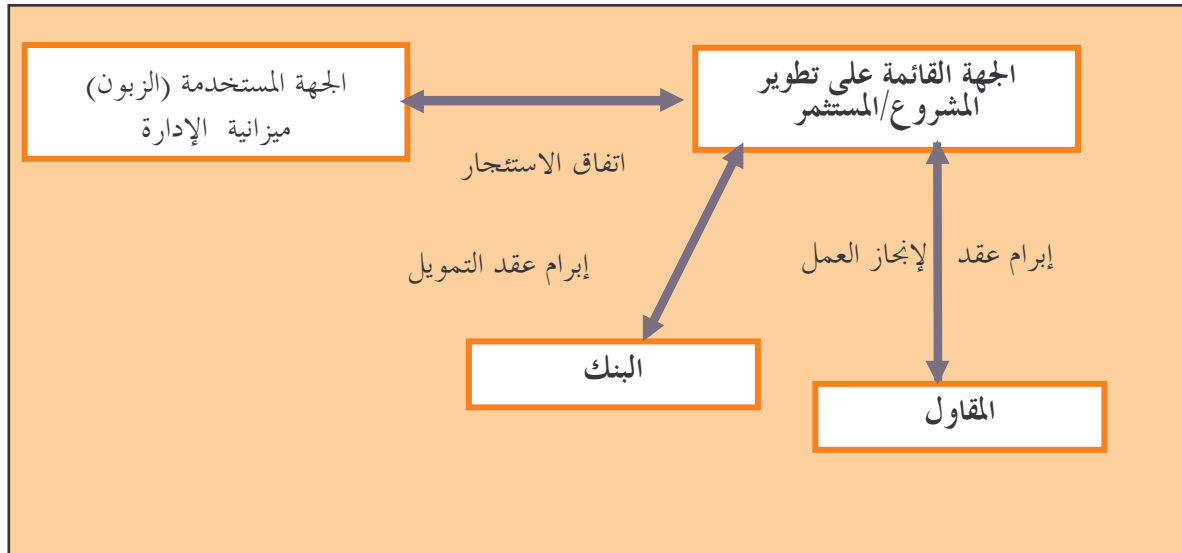 الجهة القائمة على تطوير
المشروع/المستثمر
الجهة المستخدمة (الزبون)
ميزانية الإدارة
اتفاق الاستئجار
إبرام عقد لإنجاز العمل
إبرام عقد التمويل
البنك
المقاول